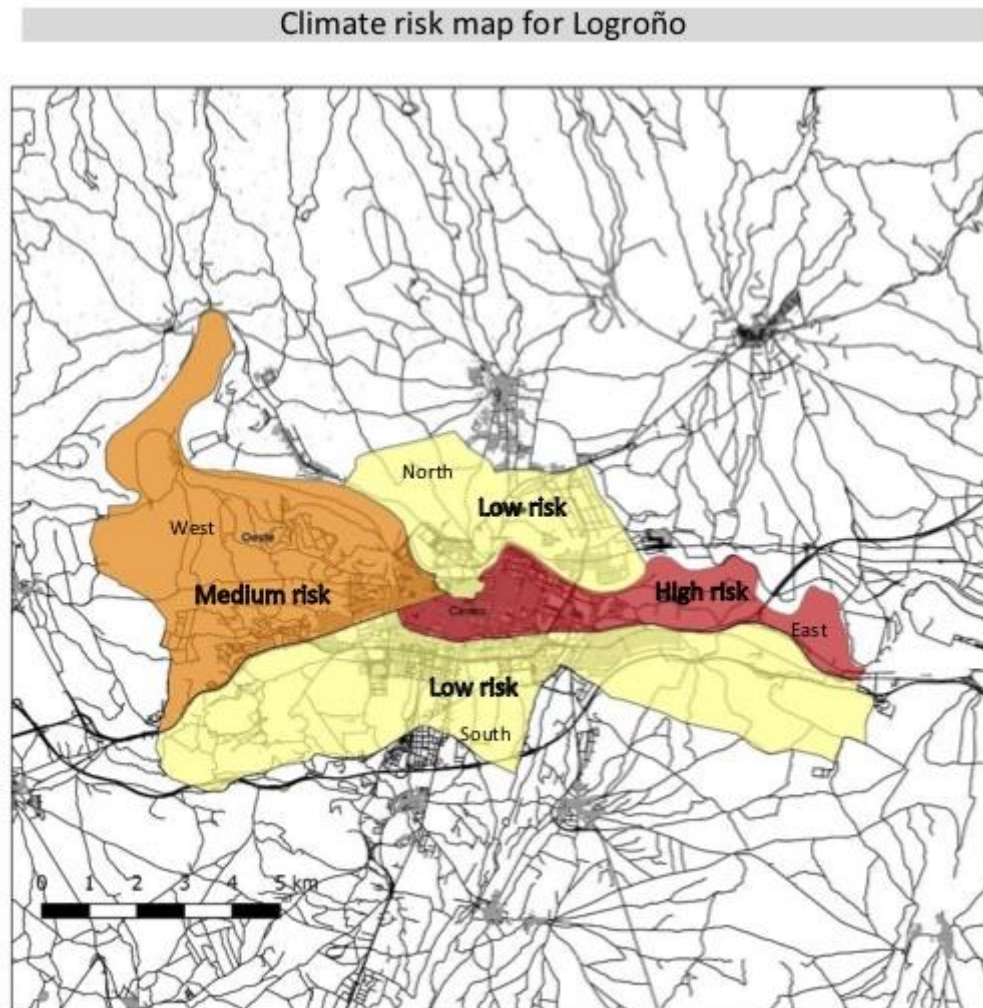 Climate risk map for Logroño
North
Low risk
West
Oeste
Medium risk
High risk
Centro
East
Low risk
South
0 1 2 3 4 5 km